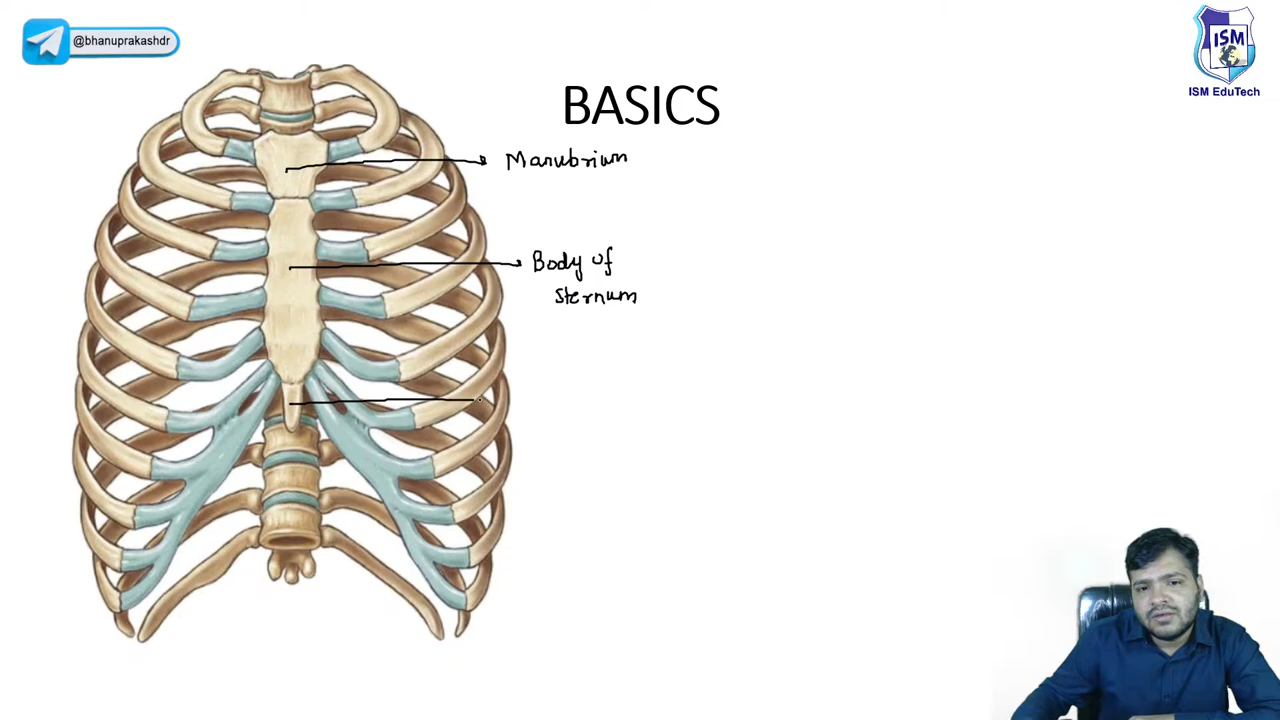 @bhanuprakashdr
ISM
ISM EduTech
BASICS
Manubrium
Body of
Sternum